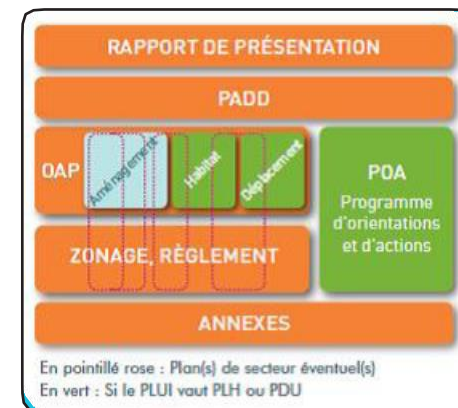 RAPPORT DE PRÉSENTATION
PADD
OAP
Aménagement
Habitat
Déplacement
POA
Programme
d'orientations
et d'actions
ZONAGE, RÈGLEMENT
ANNEXES
En pointillé rose : Plan(s) de secteur éventuel(s)
En vert : Si le PLUI vaut PLH ou PDU